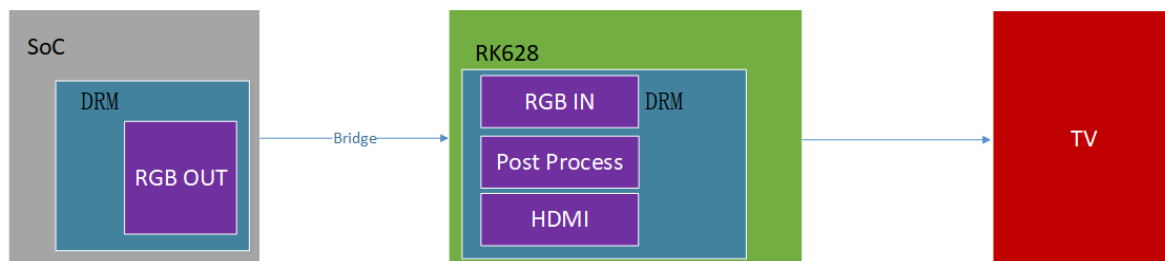 SoC
DRM
RGB OUT
Bridge
RK628
RGB IN
DRM
Post Process
HDMI
TV